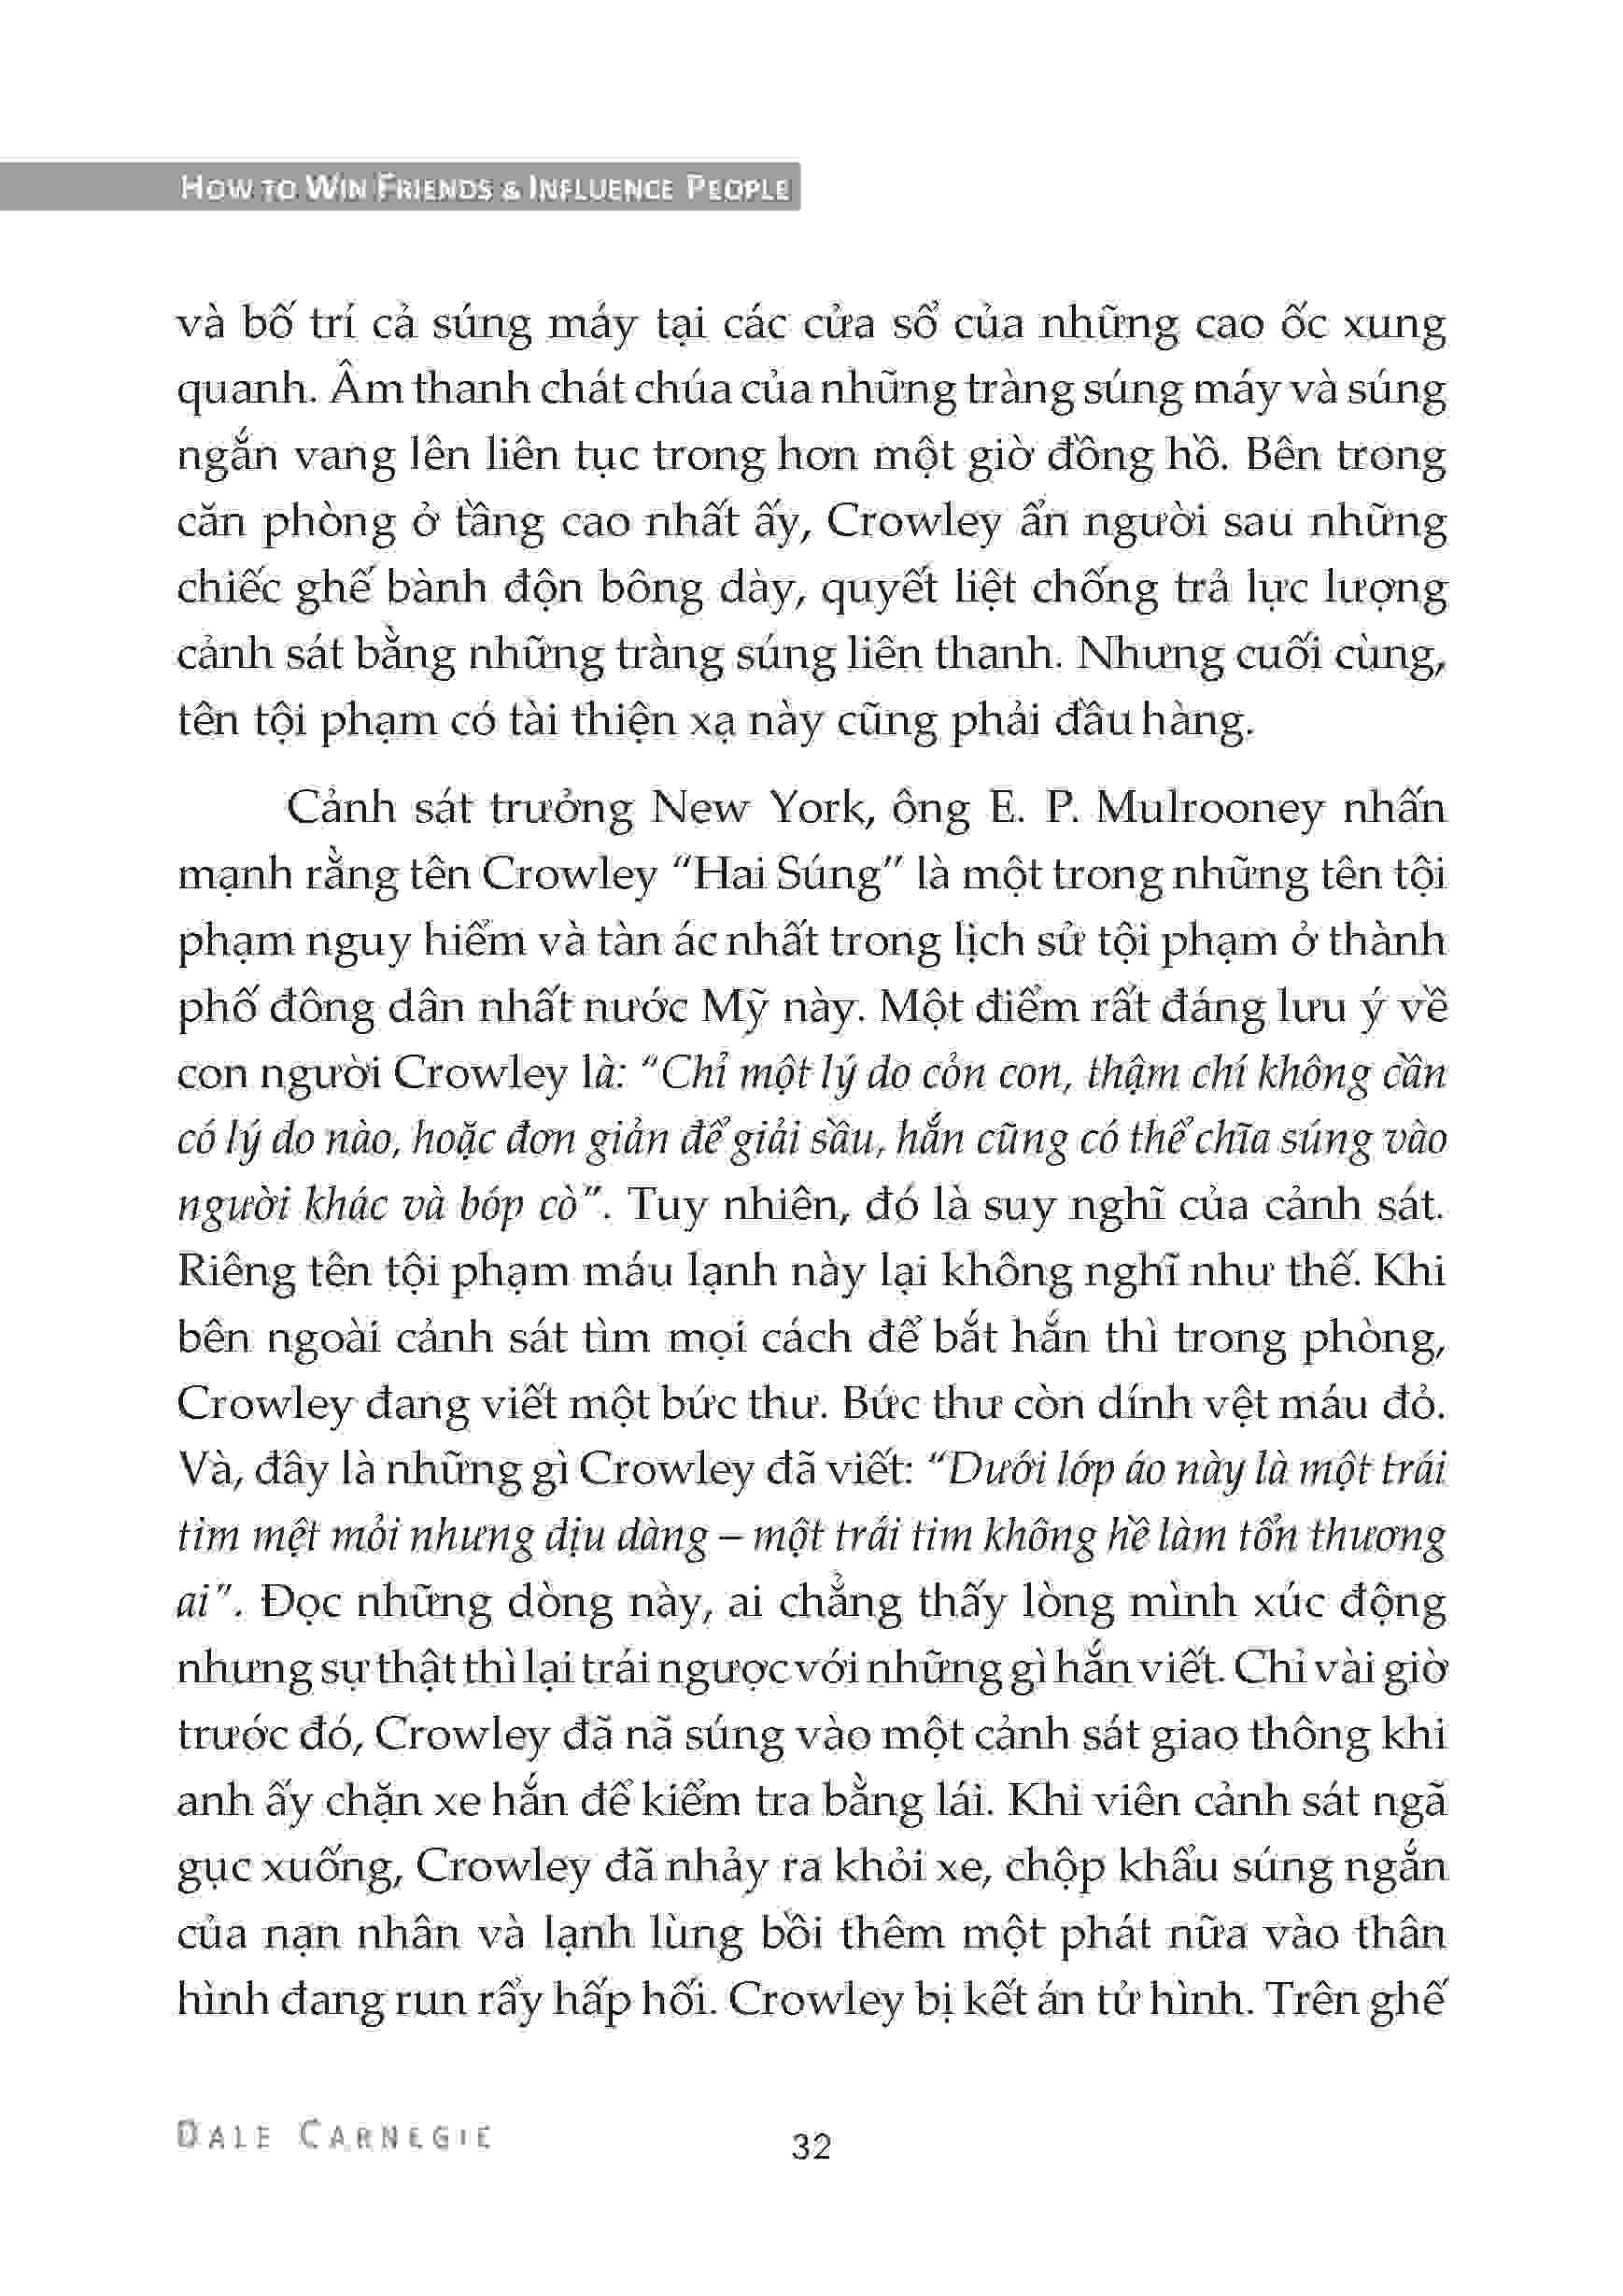 HOW TO WIN FRIENDS & INFLUENCE PEOPLE
và bố trí cả súng máy tại các cửa sổ của những cao ốc xung
quanh. Âm thanh chát chúa của những tràng súng máy và súng
ngắn vang lên liên tục trong hơn một giờ đồng hồ. Bên trong
căn phòng ở tầng cao nhất ấy, Crowley ẩn người sau những
chiếc ghế bành độn bông dày, quyết liệt chống trả lực lượng
cảnh sát bằng những tràng súng liên thanh. Nhưng cuối cùng,
tên tội phạm có tài thiện xạ này cũng phải đầu hàng.
Cảnh sát trưởng New York, ông E. P. Mulrooney nhấn
mạnh rằng tên Crowley “Hai Súng” là một trong những tên tội
phạm nguy hiểm và tàn ác nhất trong lịch sử tội phạm ở thành
phố đông dân nhất nước Mỹ này. Một điểm rất đáng lưu ý về
con người Crowley là: “Chỉ một lý do cỏn con, thậm chí không cần
có lý do nào, hoặc đơn giản để giải sầu, hắn cũng có thể chĩa súng vào
người khác và bóp cò”. Tuy nhiên, đó là suy nghĩ của cảnh sát.
Riêng tên tội phạm máu lạnh này lại không nghĩ như thế. Khi
bên ngoài cảnh sát tìm mọi cách để bắt hắn thì trong phòng,
Crowley đang viết một bức thư. Bức thư còn dính vệt máu đỏ.
Và, đây là những gì Crowley đã viết: “Dưới lớp áo này là một trái
tim mệt mỏi nhưng dịu dàng – một trái tim không hề làm tổn thương
ai”. Đọc những dòng này, ai chẳng thấy lòng mình xúc động
nhưng sự thật thì lại trái ngược với những gì hắn viết. Chỉ vài giờ
trước đó, Crowley đã nã súng vào một cảnh sát giao thông khi
anh ấy chặn xe hắn để kiểm tra bằng lái. Khi viên cảnh sát ngã
gục xuống, Crowley đã nhảy ra khỏi xe, chộp khẩu súng ngắn
của nạn nhân và lạnh lùng bồi thêm một phát nữa vào thân
hình đang run rẩy hấp hối. Crowley bị kết án tử hình. Trên ghế
DALE CARNEGIE
32